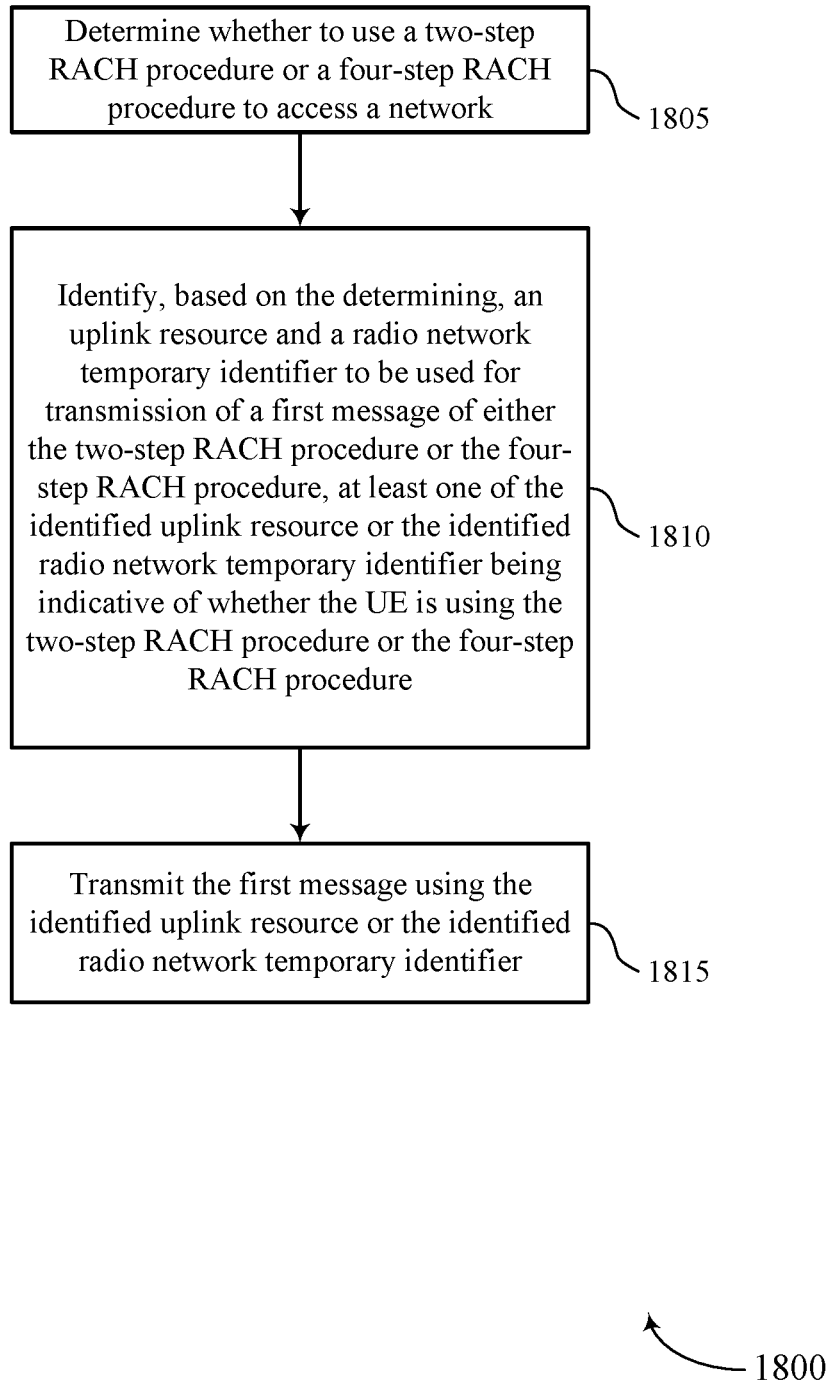 Determine whether to use a two-step
RACH procedure or a four-step RACH
procedure to access a network
1805
Identify, based on the determining, an
uplink resource and a radio network
temporary identifier to be used for
transmission of a first message of either
the two-step RACH procedure or the four-
step RACH procedure, at least one of the
identified uplink resource or the identified
radio network temporary identifier being
indicative of whether the UE is using the
two-step RACH procedure or the four-step
RACH procedure
1810
Transmit the first message using the
identified uplink resource or the identified
radio network temporary identifier
1815
1800